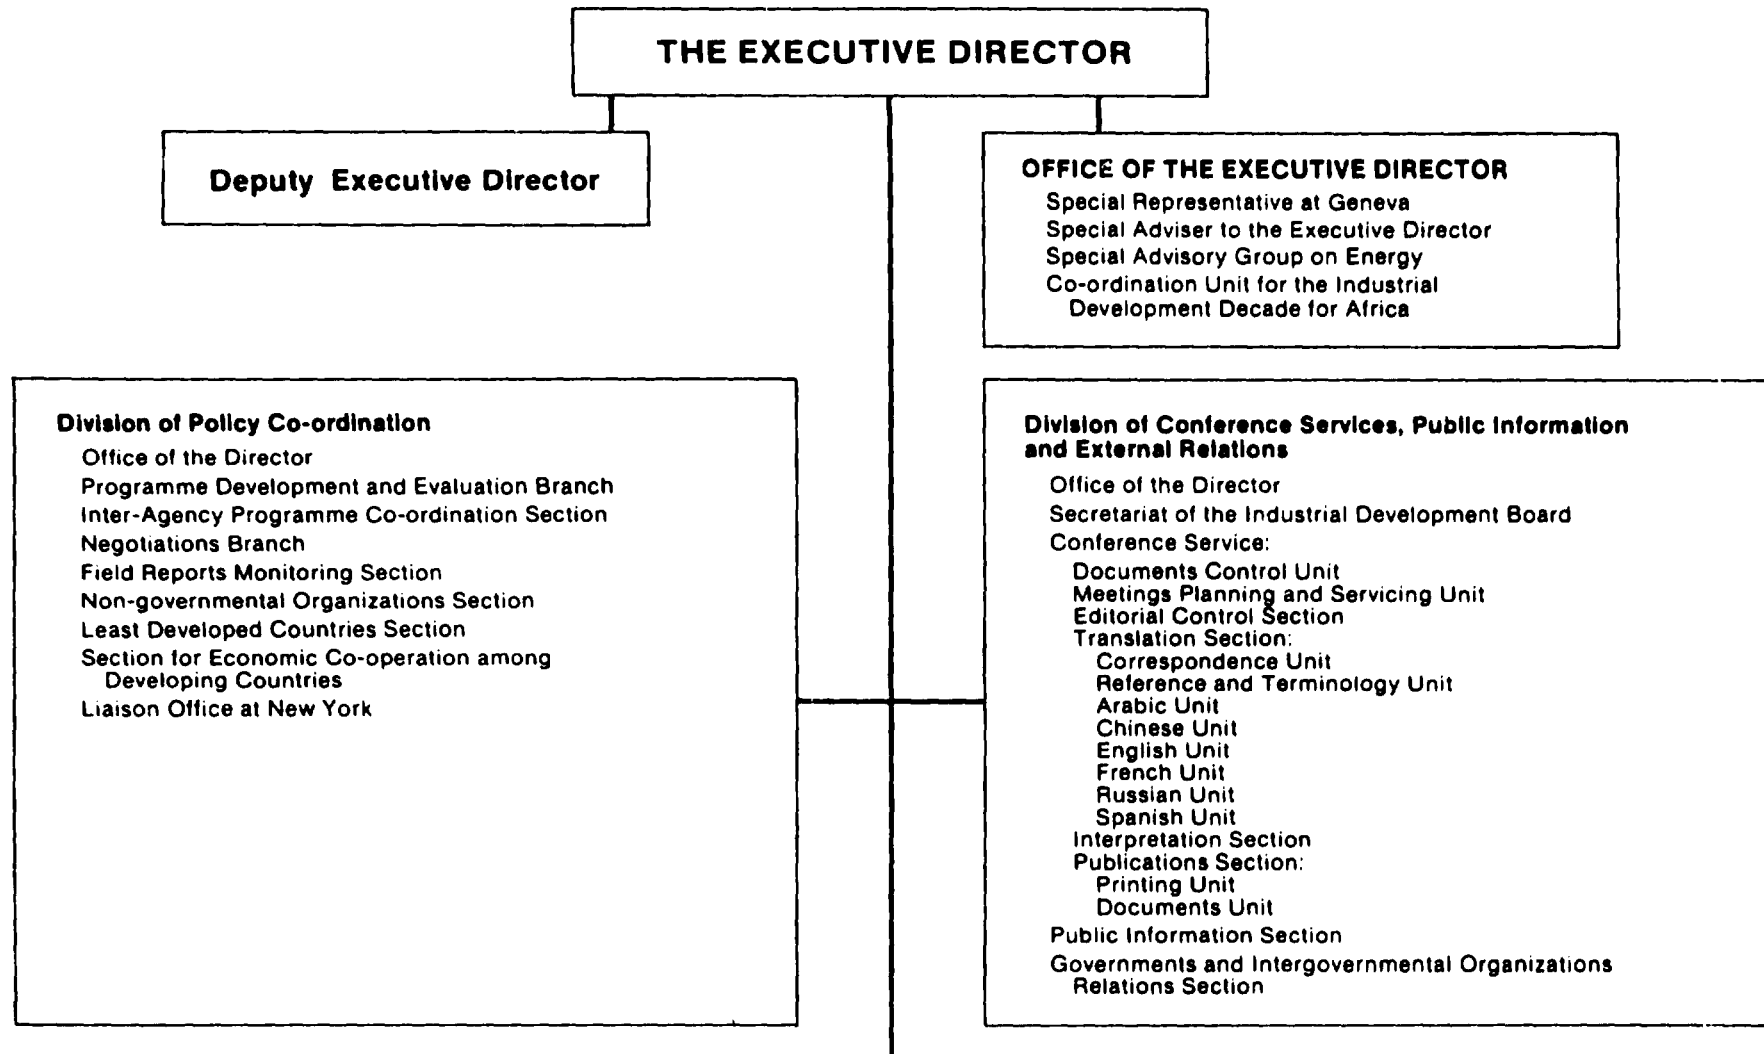 THE EXECUTIVE DIRECTOR
Deputy Executive Director
OFFICE OF THE EXECUTIVE DIRECTOR
Special Representative at Geneva
Special Adviser to the Executive Director
Special Advisory Group on Energy
Co-ordination Unit for the Industrial
Development Decade for Africa
Division of Policy Co-ordination
Office of the Director
Programme Development and Evaluation Branch
Inter-Agency Programme Co-ordination Section
Negotiations Branch
Field Reports Monitoring Section
Non-governmental Organizations Section
Least Developed Countries Section
Section for Economic Co-operation among
Developing Countries
Liaison Office at New York
Division of Conference Services, Public Information
and External Relations
Office of the Director
Secretariat of the Industrial Development Board
Conference Service:
Documents Control Unit
Meetings Planning and Servicing Unit
Editorial Control Section
Translation Section:
Correspondence Unit
Reference and Terminology Unit
Arabic Unit
Chinese Unit
English Unit
French Unit
Russian Unit
Spanish Unit
Interpretation Section
Publications Section:
Printing Unit
Documents Unit
Public Information Section
Governments and Intergovernmental Organizations
Relations Section